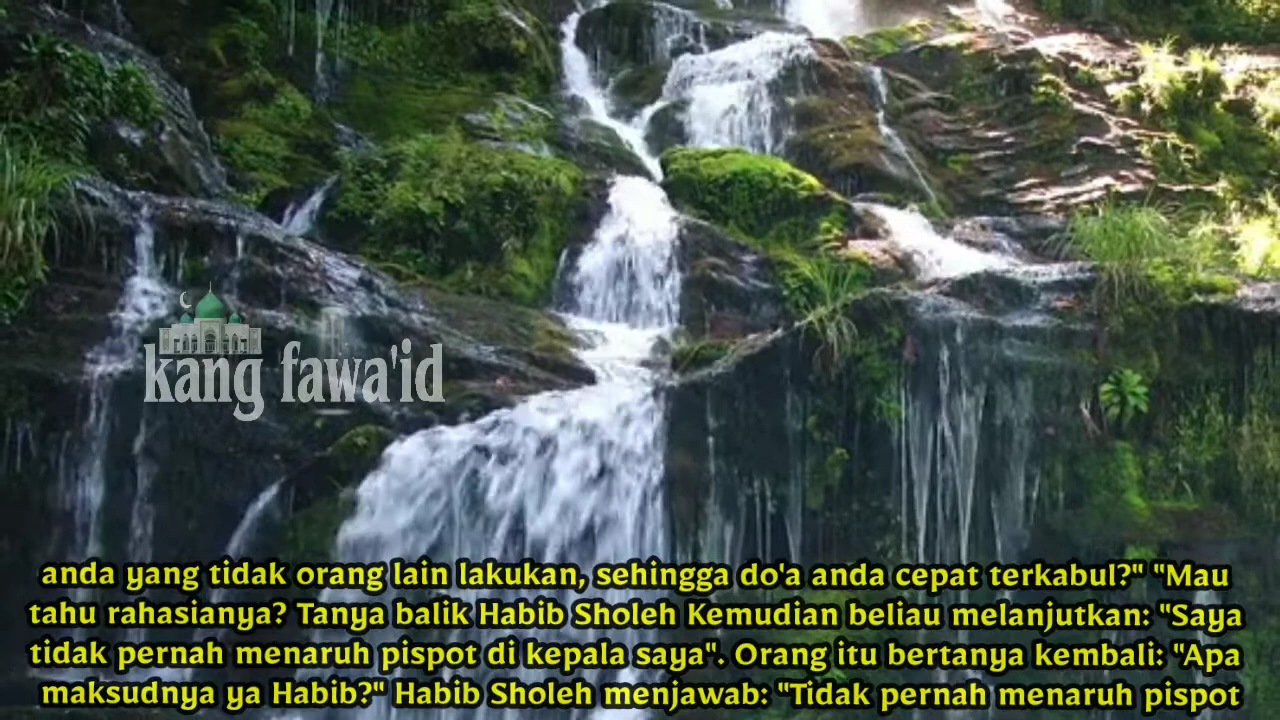 kang fawa'id
anda yang tidak orang lain lakukan, sehingga do'a anda cepat terkabul?" "Mau
tahu rahasianya? Tanya balik Habib Sholeh Kemudian beliau melanjutkan: "Saya
tidak pernah menaruh pispot di kepala saya". Orang itu bertanya kembali: "Apa
maksudnya ya Habib?" Habib Sholeh menjawab: "Tidak pernah menaruh pispot